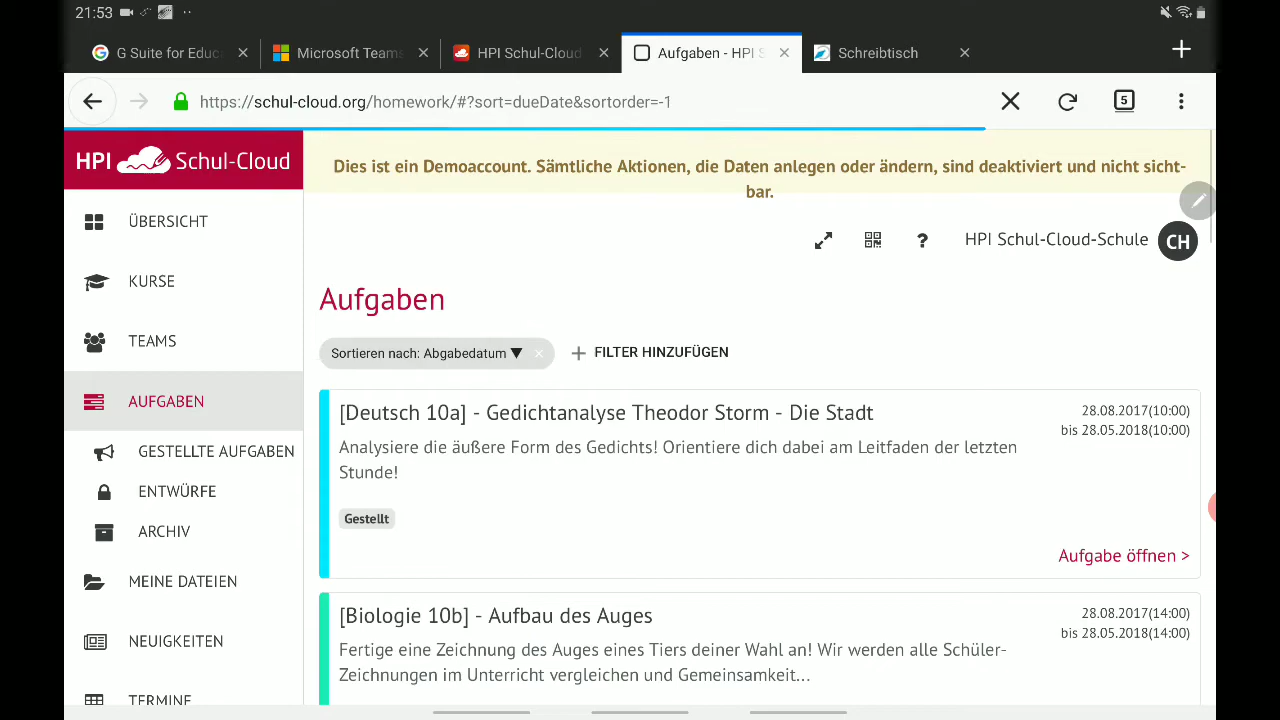 21:53
G Suite for Educ
Microsoft Teams
HPI Schul-Cloud
Aufgaben - HPI S
Schreibtisch
https://schul-cloud.org/homework/#?sort=dueDate&sortorder=-1
5
HPI Schul-Cloud
Dies ist ein Demoaccount. Sämtliche Aktionen, die Daten anlegen oder ändern, sind deaktiviert und nicht sicht-
bar.
ÜBERSICHT
? HPI Schul-Cloud-Schule CH
KURSE
Aufgaben
TEAMS
Sortieren nach: Abgabedatum ▼ ×
+ FILTER HINZUFÜGEN
AUFGABEN
GESTELLTE AUFGABEN
ENTWÜRFE
ARCHIV
MEINE DATEIEN
NEUIGKEITEN
TERMINE
[Deutsch 10a] - Gedichtanalyse Theodor Storm - Die Stadt
28.08.2017(10:00)
bis 28.05.2018(10:00)
Analysiere die äußere Form des Gedichts! Orientiere dich dabei am Leitfaden der letzten
Stunde!
Gestellt
Aufgabe öffnen >
[Biologie 10b] - Aufbau des Auges
28.08.2017(14:00)
bis 28.05.2018(14:00)
Fertige eine Zeichnung des Auges eines Tiers deiner Wahl an! Wir werden alle Schüler-
Zeichnungen im Unterricht vergleichen und Gemeinsamkeit...